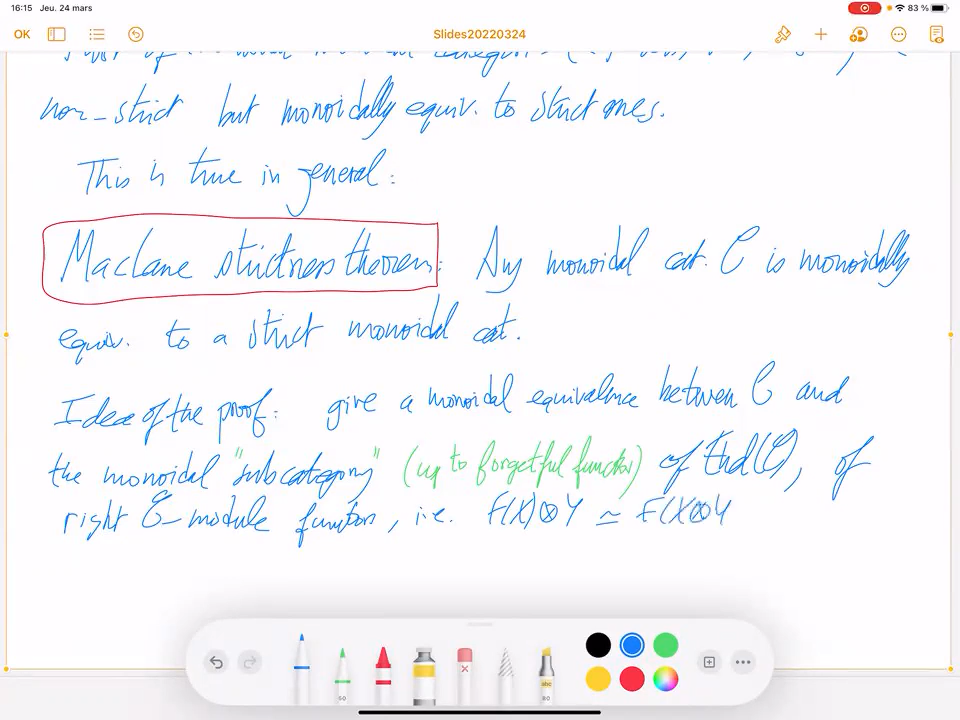 16:15 Jeu. 24 mars
83 %
OK
Slides20220324
non-strict but monoidally equiv. to strict ones.
This is true in general:
Maclane strictness theorem: Any monoidal cat. C is monoidally
equiv. to a strict monoidal cat.
Idea of the proof: give a monoidal equivalence between C and
the monoidal "subcategory" (up to forgetful functor) of End(C), of
right C-module functors, i.e. F(X)⊗Y ≃ F(X⊗Y